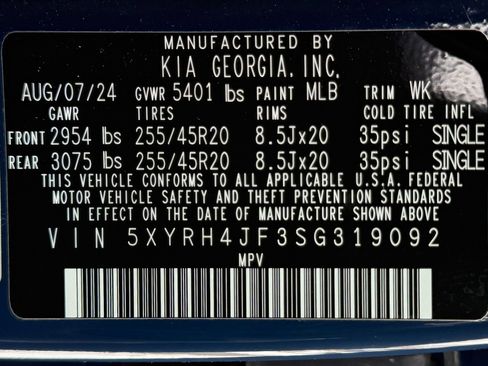 MANUFACTURED BY
KIA GEORGIA. INC.
AUG/07/24 GVWR 5401 lbs PAINT MLB TRIM WK
GAWR TIRES RIMS COLD TIRE INFL
FRONT 2954 lbs 255/45R20 8.5Jx20 35psi SINGLE
REAR 3075 lbs 255/45R20 8.5Jx20 35psi SINGLE
THIS VEHICLE CONFORMS TO ALL APPLICABLE U.S.A. FEDERAL
MOTOR VEHICLE SAFETY AND THEFT PREVENTION STANDARDS
IN EFFECT ON THE DATE OF MANUFACTURE SHOWN ABOVE
VIN 5XYRH4JF3SG319092
MPV